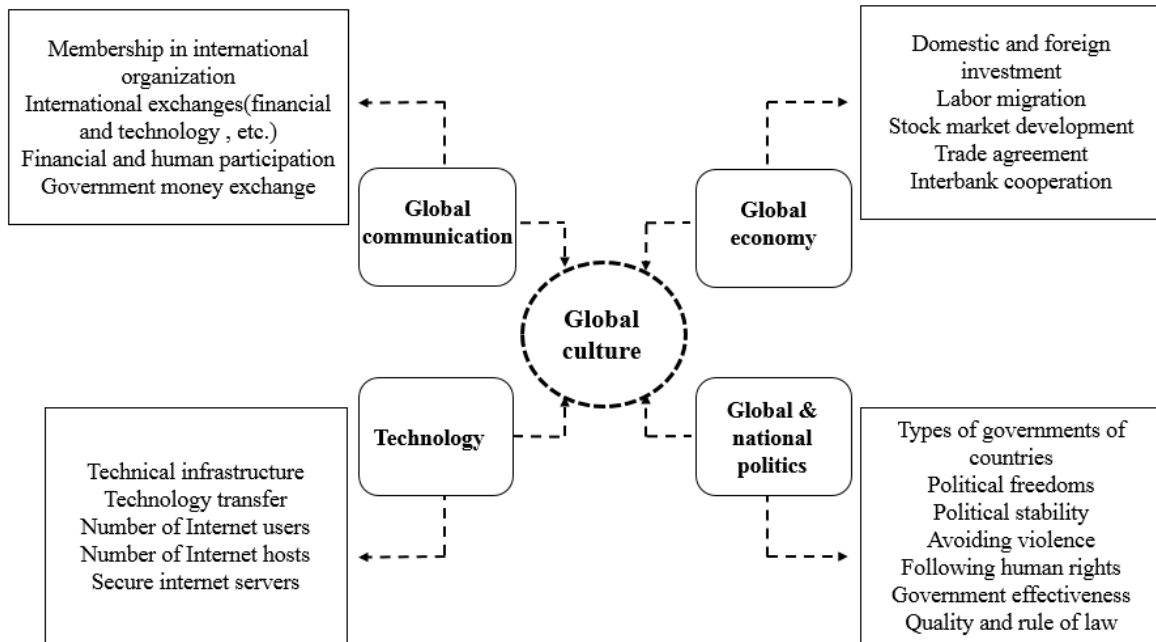 Membership in international
organization
International exchanges(financial
and technology , etc.)
Financial and human participation
Government money exchange
Domestic and foreign
investment
Labor migration
Stock market development
Trade agreement
Interbank cooperation
Global
communication
Global
economy
Global
culture
Technology
Global &
national
politics
Technical infrastructure
Technology transfer
Number of Internet users
Number of Internet hosts
Secure internet servers
Types of governments of
countries
Political freedoms
Political stability
Avoiding violence
Following human rights
Government effectiveness
Quality and rule of law